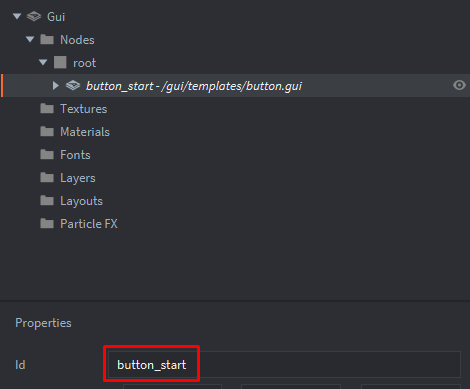 Gui
Nodes
root
button_start - /gui/templates/button.gui
Textures
Materials
Fonts
Layers
Layouts
Particle FX
Properties
Id button_start